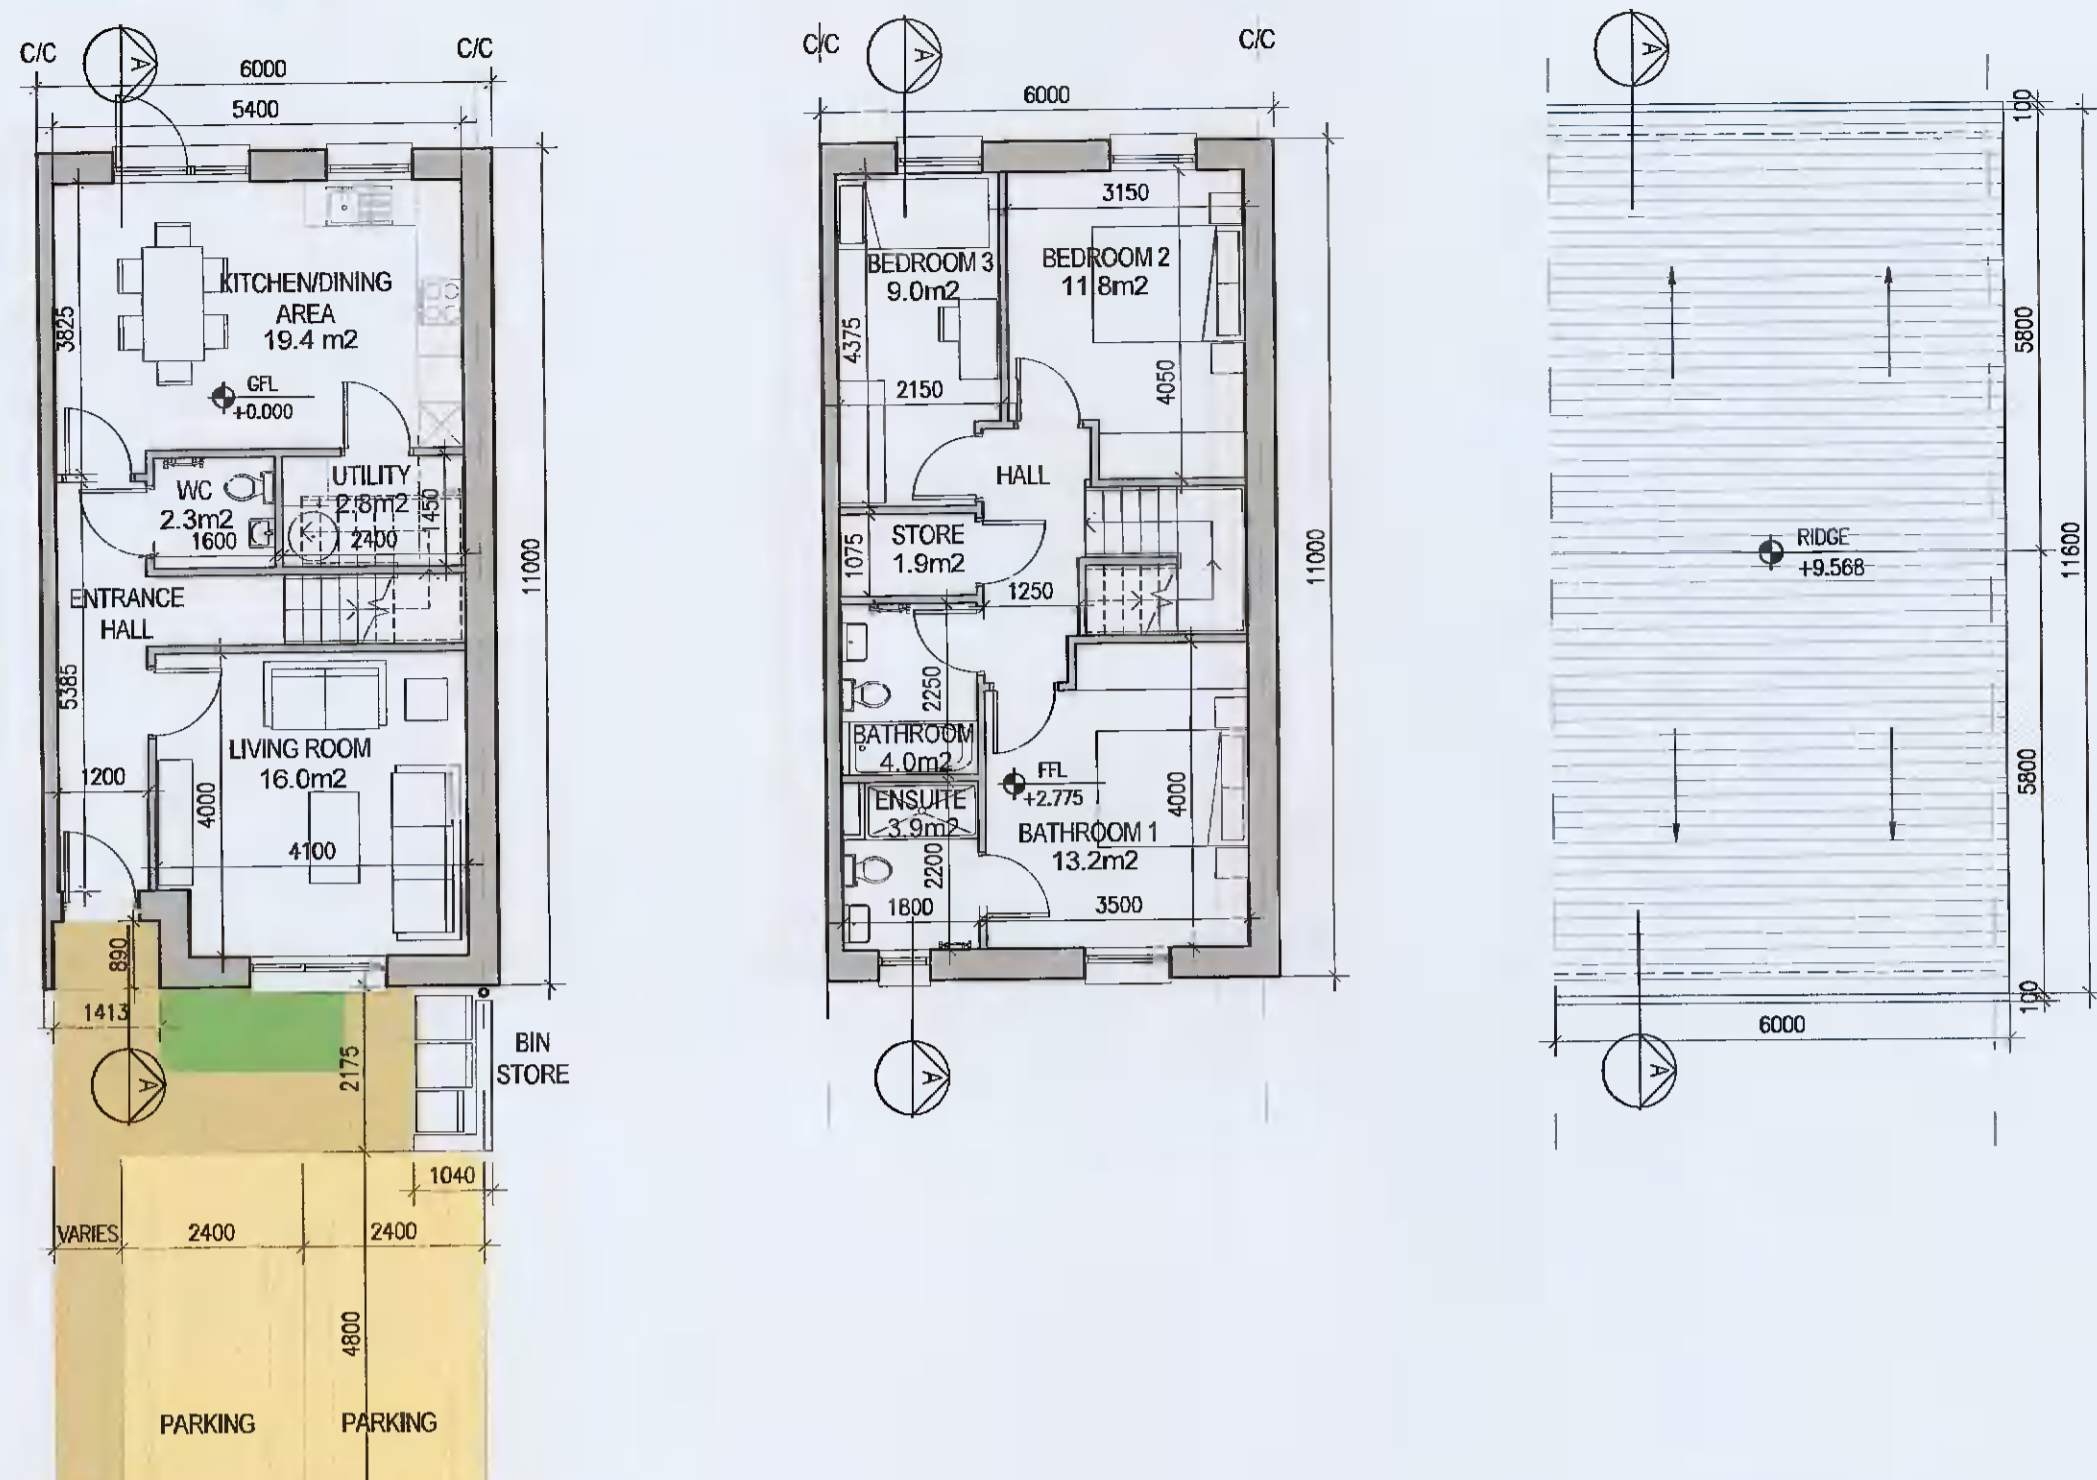 C/C
A
C/C
6000
5400
KITCHEN/DINING
AREA
19.4 m2
3825
GFL
+0.000
WC
2.3m2
1600
UTILITY
2.8m2
1450
2400
11000
ENTRANCE
HALL
5385
LIVING ROOM
16.0m2
1200
4000
4100
890
1413
A
2175
BIN
STORE
1040
VARIES
2400
2400
4800
PARKING
PARKING
C/C
A
C/C
6000
3150
BEDROOM 3
9.0m2
BEDROOM 2
11.8m2
4375
2150
4050
HALL
STORE
1.9m2
1075
1250
11000
2250
BATHROOM
4.0m2
FFL
+2.775
ENSUITE
3.9m2
BATHROOM 1
13.2m2
4000
2200
1800
3500
A
A
100
5800
RIDGE
+9.568
11600
5800
100
6000
A